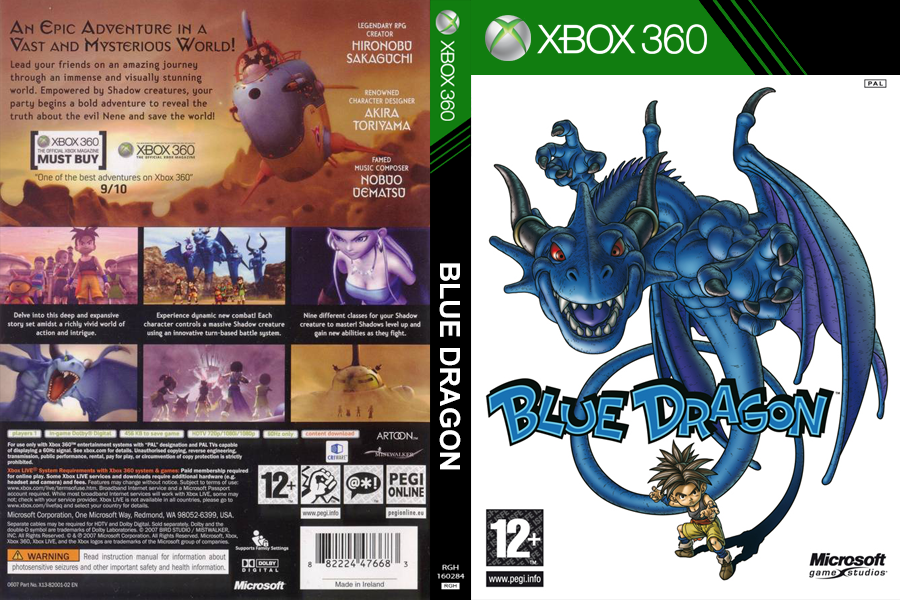 AN EPIC ADVENTURE IN A
VAST AND MYSTERIOUS WORLD!
Lead your friends on an amazing journey
through an immense and visually stunning
world. Empowered by Shadow creatures, your
party begins a bold adventure to reveal the
truth about the evil Nene and save the world!
XBOX 360
THE OFFICIAL XBOX MAGAZINE
MUST BUY
XBOX 360
THE OFFICIAL XBOX MAGAZINE
"One of the best adventures on Xbox 360"
9/10
LEGENDARY RPG
CREATOR
HIRONOBU
SAKAGUCHI
RENOWNED
CHARACTER DESIGNER
AKIRA
TORIYAMA
FAMED
MUSIC COMPOSER
NOBUO
UEMATSU
Delve into this deep and expansive
story set amidst a richly vivid world of
action and intrigue.
Experience dynamic new combat! Each
character controls a massive Shadow creature
using an innovative turn-based battle system.
Nine different classes for your Shadow
creature to master! Shadows level up and
gain new abilities as they fight.
players 1
in-game Dolby® Digital
456 KB to save game
HDTV 720p/1080i/1080p
60Hz only
content download
For use only with Xbox 360™ entertainment systems with "PAL" designation and PAL TVs capable
of displaying a 60Hz signal. See xbox.com for details. Unauthorised copying, reverse engineering,
transmission, public performance, rental, pay for play, or circumvention of copy protection is strictly
prohibited.
Xbox LIVE® System Requirements with Xbox 360 system & games: Paid membership required
for online play. Some Xbox LIVE services and downloads require additional hardware (e.g.
headset and camera) and fees. Features may change without notice. Subject to terms of use:
www.xbox.com/live/termsofuse.htm. Broadband Internet service and a Microsoft Passport
account required. While most broadband Internet services will work with Xbox LIVE, some may
not; check with your service provider. Xbox LIVE is not available in all countries, please go to
www.xbox.com/live/faq and select your country for details.
Microsoft Corporation, One Microsoft Way, Redmond, WA 98052-6399, USA.
Separate cables may be required for HDTV and Dolby Digital. Sold separately. Dolby and the
double-D symbol are trademarks of Dolby Laboratories. © 2007 BIRD STUDIO / MISTWALKER,
INC. All Rights Reserved. © & ℗ 2007 Microsoft Corporation. All Rights Reserved. Microsoft, Xbox,
Xbox 360, Xbox LIVE, and the Xbox logos are trademarks of the Microsoft group of companies.
WARNING
Read instruction manual for information about
photosensitive seizures and other important safety and health information.
0607 Part No. X13-82001-02 EN
ARTOON™
MISTWALKER
CRIWARE
12+
@*!
PEGI
ONLINE
www.pegi.info
pegionline.eu
Supports Family Settings
DOLBY
DIGITAL
Microsoft
8 82224 47668 3
Made in Ireland
XBOX 360
BLUE DRAGON
RGH
160284
RGH
XBOX 360
PAL
BLUE DRAGON™
12+
TM
www.pegi.info
Microsoft
game studios